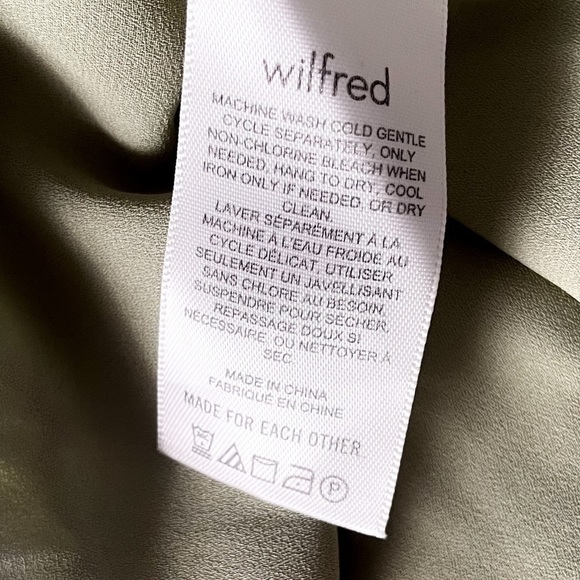 wilfred
MACHINE WASH COLD GENTLE
CYCLE SEPARATELY, ONLY
NON-CHLORINE BLEACH WHEN
NEEDED, HANG TO DRY, COOL
IRON ONLY IF NEEDED. OR DRY
CLEAN.
LAVER SÉPARÉMENT À LA
MACHINE À L'EAU FROIDE AU
CYCLE DÉLICAT, UTILISER
SEULEMENT UN JAVELLISANT
SANS CHLORE AU BESOIN,
SUSPENDRE POUR SÉCHER,
REPASSAGE DOUX SI
NÉCESSAIRE, OU NETTOYER À
SEC
MADE IN CHINA
FABRIQUÉ EN CHINE
MADE FOR EACH OTHER
P